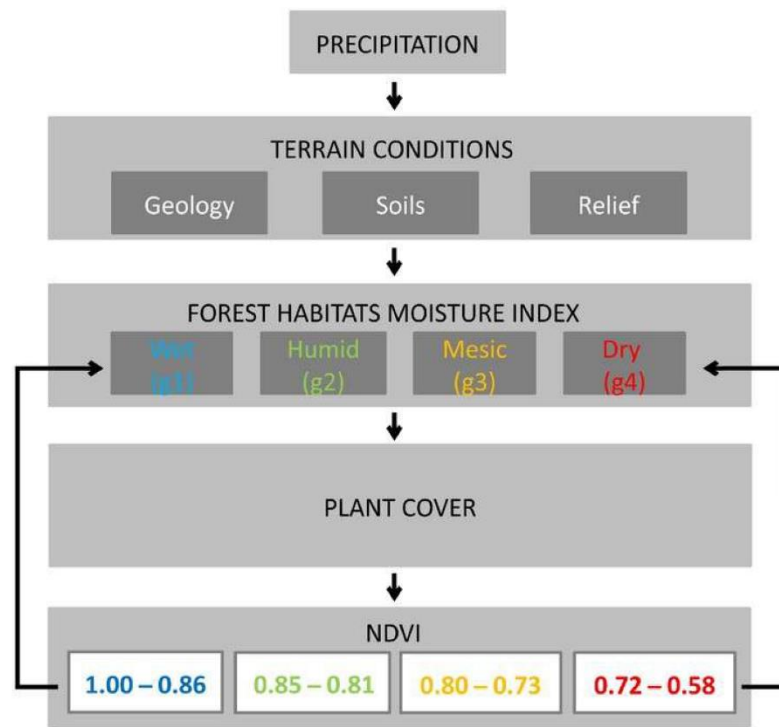 PRECIPITATION
TERRAIN CONDITIONS
Geology Soils Relief
FOREST HABITATS MOISTURE INDEX
Wet Humid Mesic Dry
(g1) (g2) (g3) (g4)
PLANT COVER
NDVI
1.00 – 0.86 0.85 – 0.81 0.80 – 0.73 0.72 – 0.58